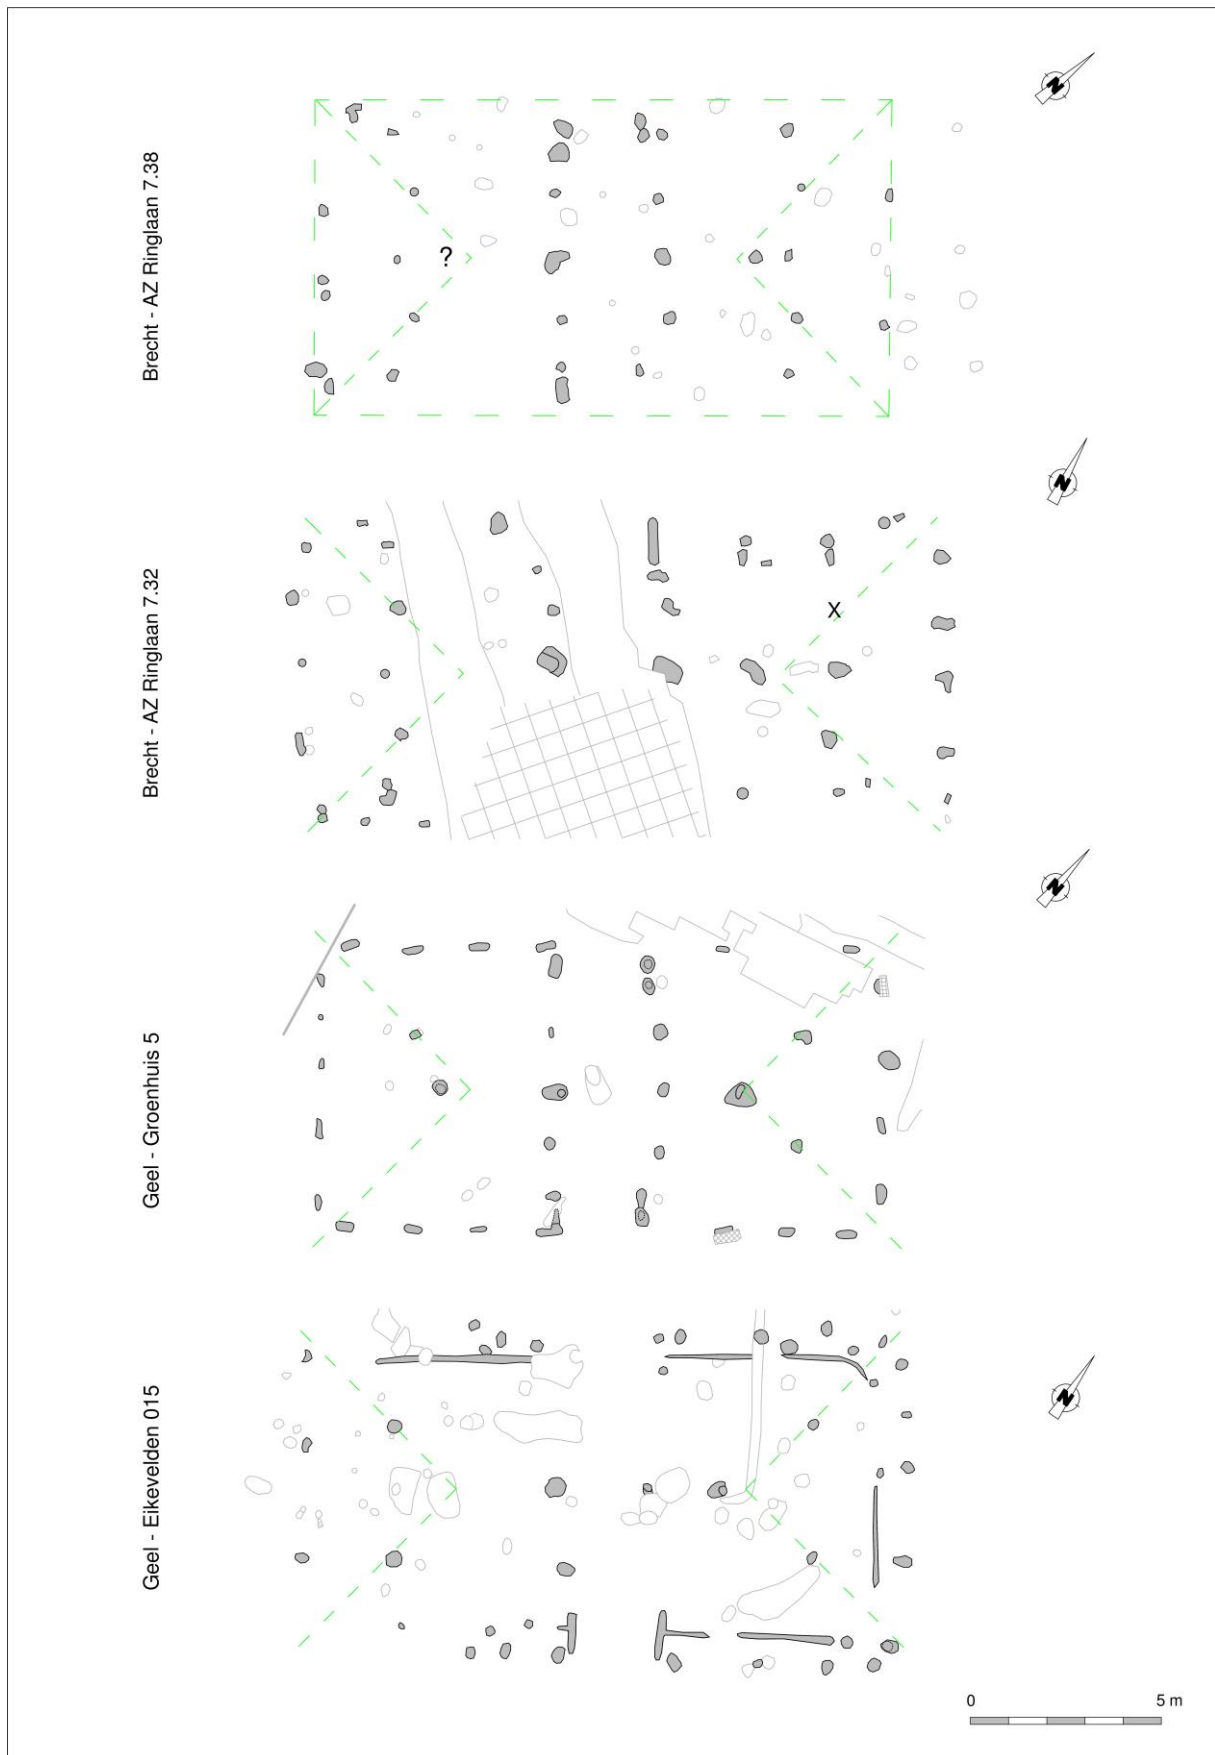 N
Brecht - AZ Ringlaan 7.38
?
N
Brecht - AZ Ringlaan 7.32
X
N
Geel - Groenhuis 5
N
Geel - Eikevelden 015
0 5 m